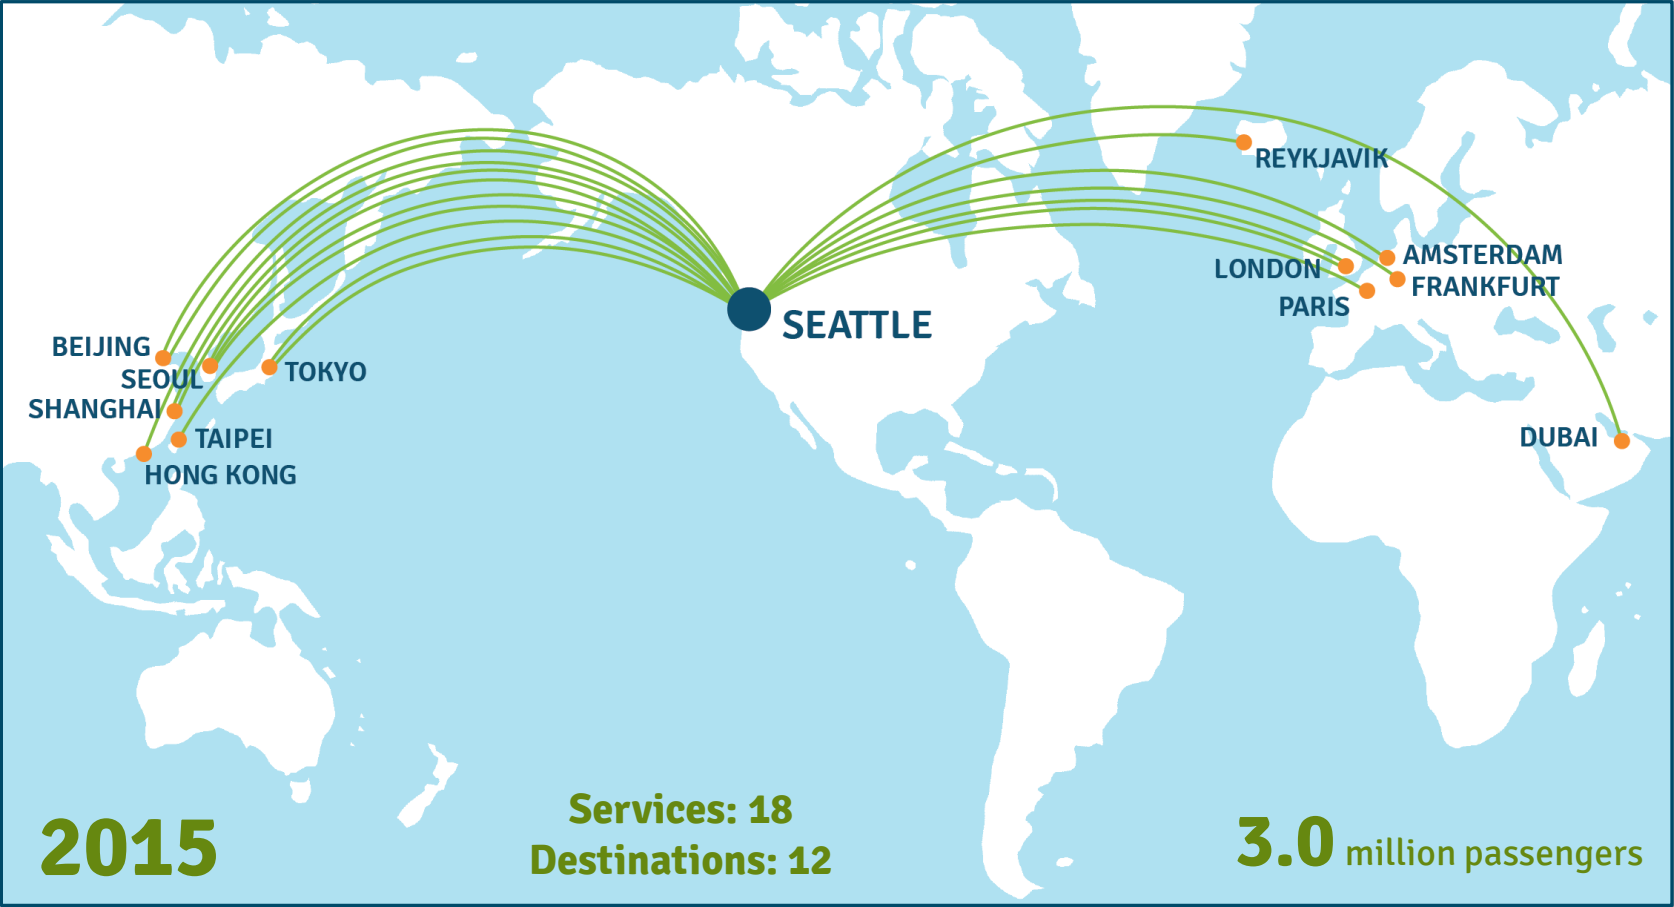 REYKJAVIK
AMSTERDAM
LONDON
FRANKFURT
PARIS
SEATTLE
BEIJING
SEOUL
TOKYO
SHANGHAI
TAIPEI
DUBAI
HONG KONG
Services: 18
Destinations: 12
2015
3.0 million passengers